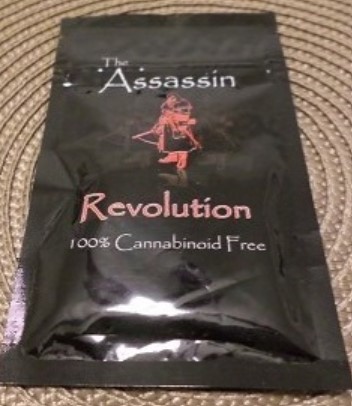 The
Assassin
Revolution
100% Cannabinoid Free